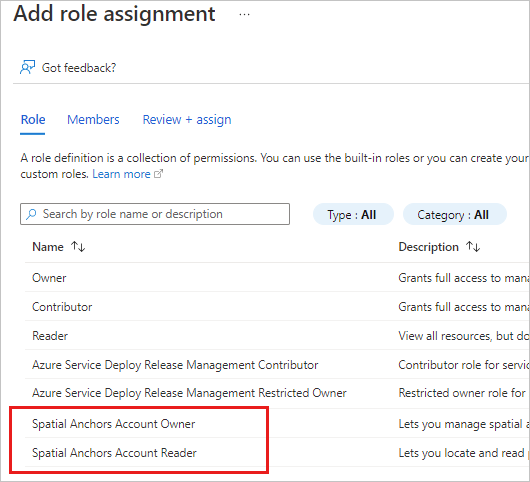 Add role assignment ...
Got feedback?
Role Members Review + assign
A role definition is a collection of permissions. You can use the built-in roles or you can create your
custom roles. Learn more
Search by role name or description Type : All Category : All
Name ↑↓ Description ↑↓
Owner Grants full access to mana
Contributor Grants full access to mana
Reader View all resources, but do
Azure Service Deploy Release Management Contributor Contributor role for servic
Azure Service Deploy Release Management Restricted Owner Restricted owner role for
Spatial Anchors Account Owner Lets you manage spatial a
Spatial Anchors Account Reader Lets you locate and read p